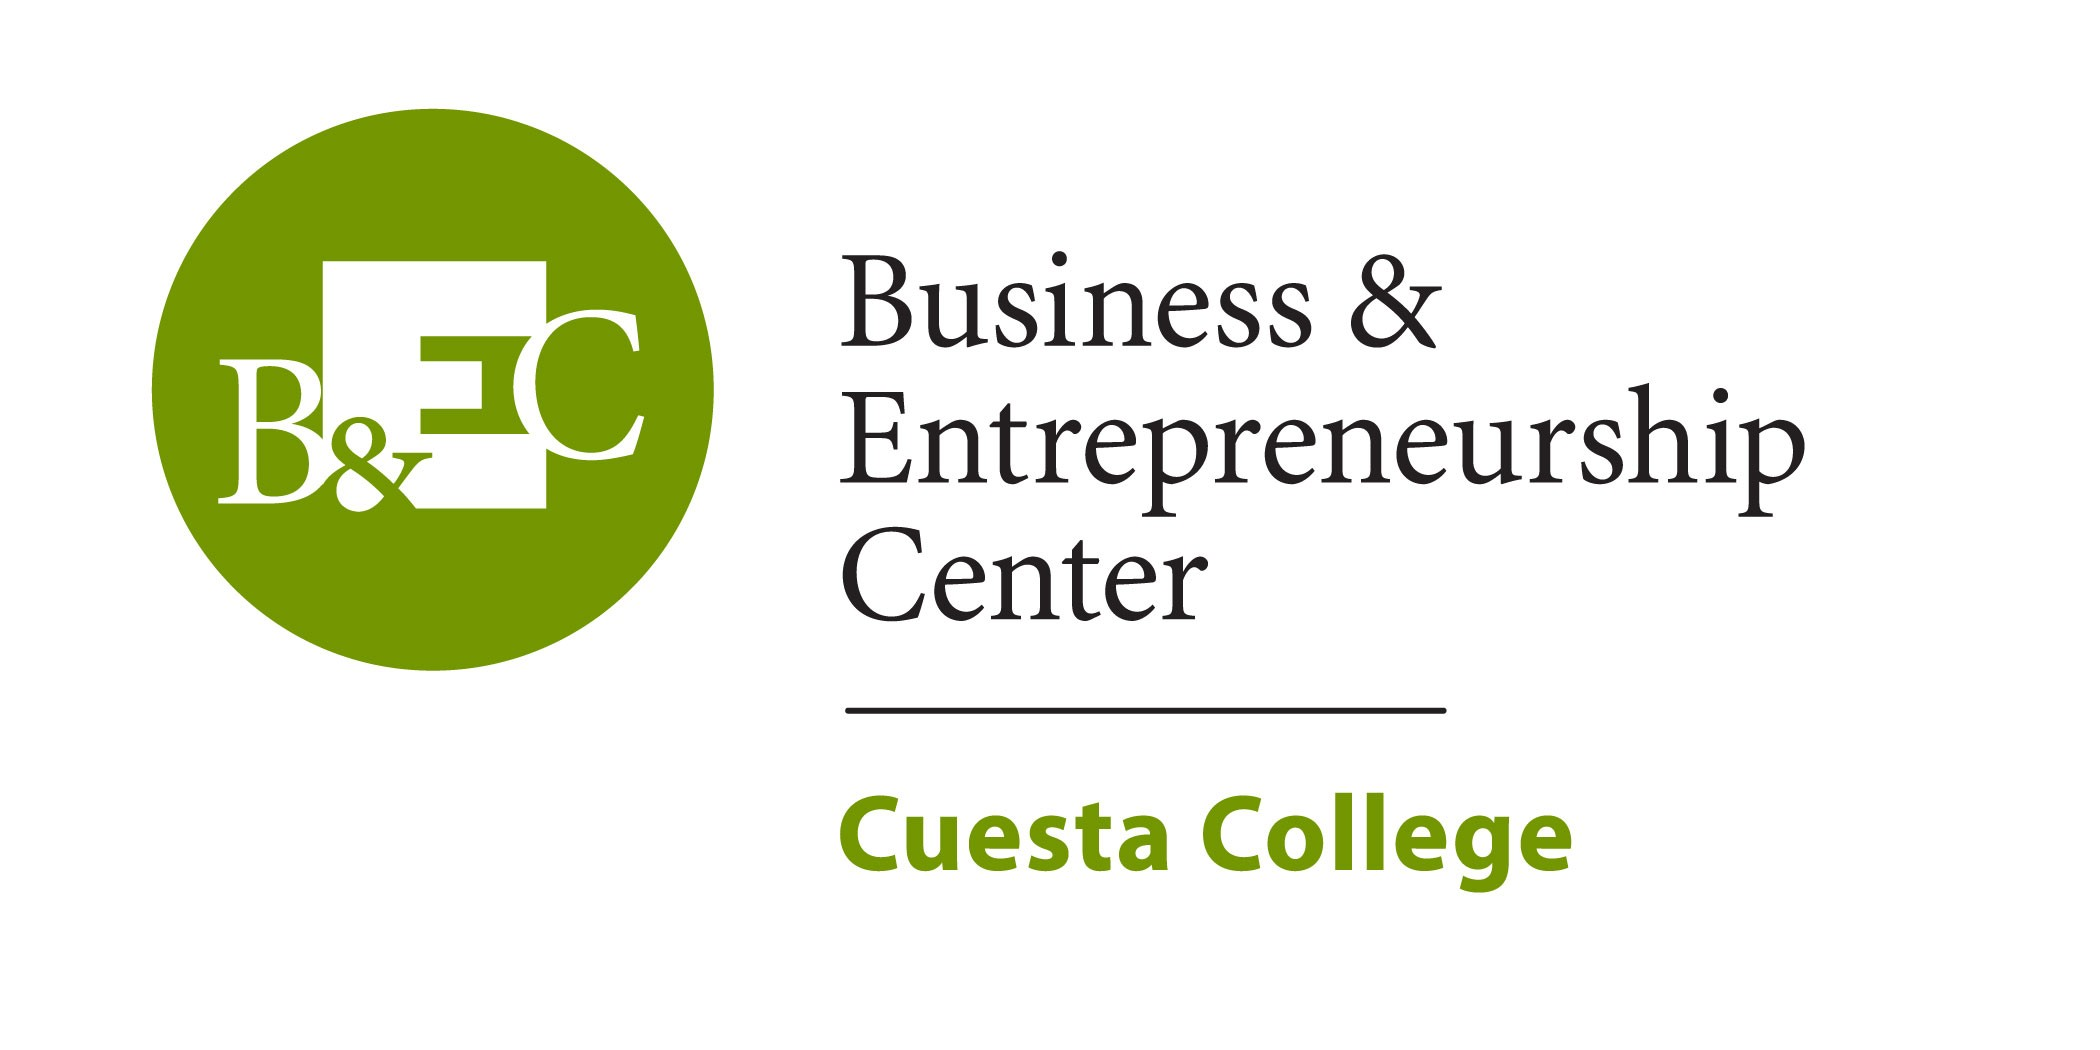 B&EC
Business &
Entrepreneurship
Center
Cuesta College